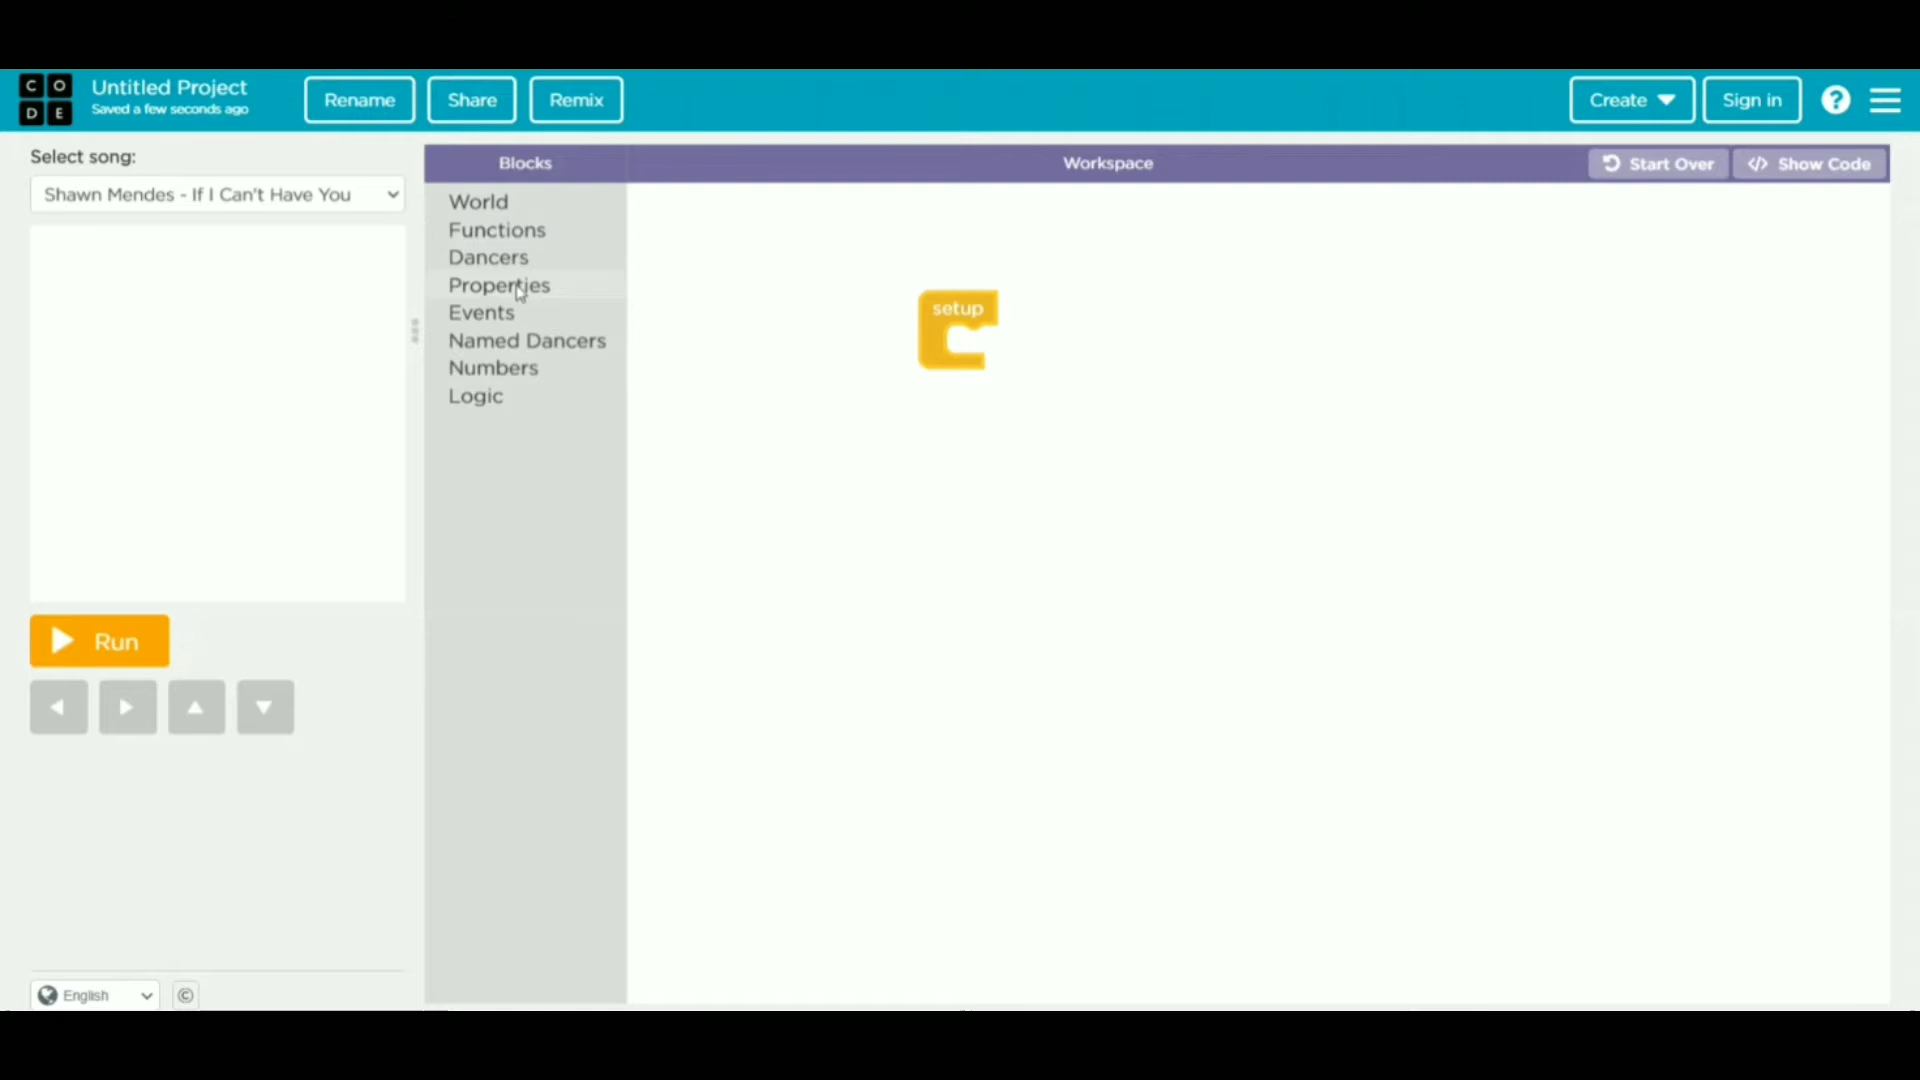 C O
D E
Untitled Project
Saved a few seconds ago
Rename
Share
Remix
Create
Sign in
?
Select song:
Shawn Mendes - If I Can't Have You
Blocks
Workspace
Start Over
</> Show Code
World
Functions
Dancers
Properties
Events
Named Dancers
Numbers
Logic
setup
Run
English
©